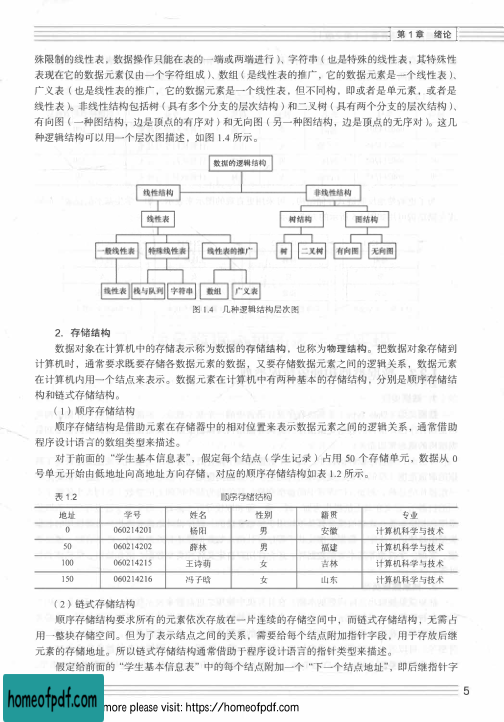 第 1 章 绪论
殊限制的线性表，数据操作只能在表的一端或两端进行）、字符串（也是特殊的线性表，其特殊性
表现在它的数据元素仅由一个字符组成）、数组（是线性表的推广，它的数据元素是一个线性表）、
广义表（也是线性表的推广，它的数据元素是一个线性表，但不同构，即或者是单元素，或者是
线性表）。非线性结构包括树（具有多个分支的层次结构）和二叉树（具有两个分支的层次结构）、
有向图（一种图结构，边是顶点的有序对）和无向图（另一种图结构，边是顶点的无序对）。这几
种逻辑结构可以用一个层次图描述，如图 1.4 所示。
数据的逻辑结构
线性结构 非线性结构
线性表 树结构 图结构
一般线性表 特殊线性表 线性表的推广 树 二叉树 有向图 无向图
线性表 栈与队列 字符串 数组 广义表
图 1.4 几种逻辑结构层次图
2．存储结构
数据对象在计算机中的存储表示称为数据的存储结构，也称为物理结构。把数据对象存储到
计算机时，通常要求既要存储各数据元素的数据，又要存储数据元素之间的逻辑关系，数据元素
在计算机内用一个结点来表示。数据元素在计算机中有两种基本的存储结构，分别是顺序存储结
构和链式存储结构。
（1）顺序存储结构
顺序存储结构是借助元素在存储器中的相对位置来表示数据元素之间的逻辑关系，通常借助
程序设计语言的数组类型来描述。
对于前面的“学生基本信息表”，假定每个结点（学生记录）占用 50 个存储单元，数据从 0
号单元开始由低地址向高地址方向存储，对应的顺序存储结构如表 1.2 所示。
表 1.2 顺序存储结构
地址 学号 姓名 性别 籍贯 专业
0 060214201 杨阳 男 安徽 计算机科学与技术
50 060214202 薛林 男 福建 计算机科学与技术
100 060214215 王诗萌 女 吉林 计算机科学与技术
150 060214216 冯子晗 女 山东 计算机科学与技术
（2）链式存储结构
顺序存储结构要求所有的元素依次存放在一片连续的存储空间中，而链式存储结构，无需占
用一整块存储空间。但为了表示结点之间的关系，需要给每个结点附加指针字段，用于存放后继
元素的存储地址。所以链式存储结构通常借助于程序设计语言的指针类型来描述。
假定给前面的“学生基本信息表”中的每个结点附加一个“下一个结点地址”，即后继指针字
5
homeofpdf.com
more please visit: https://homeofpdf.com